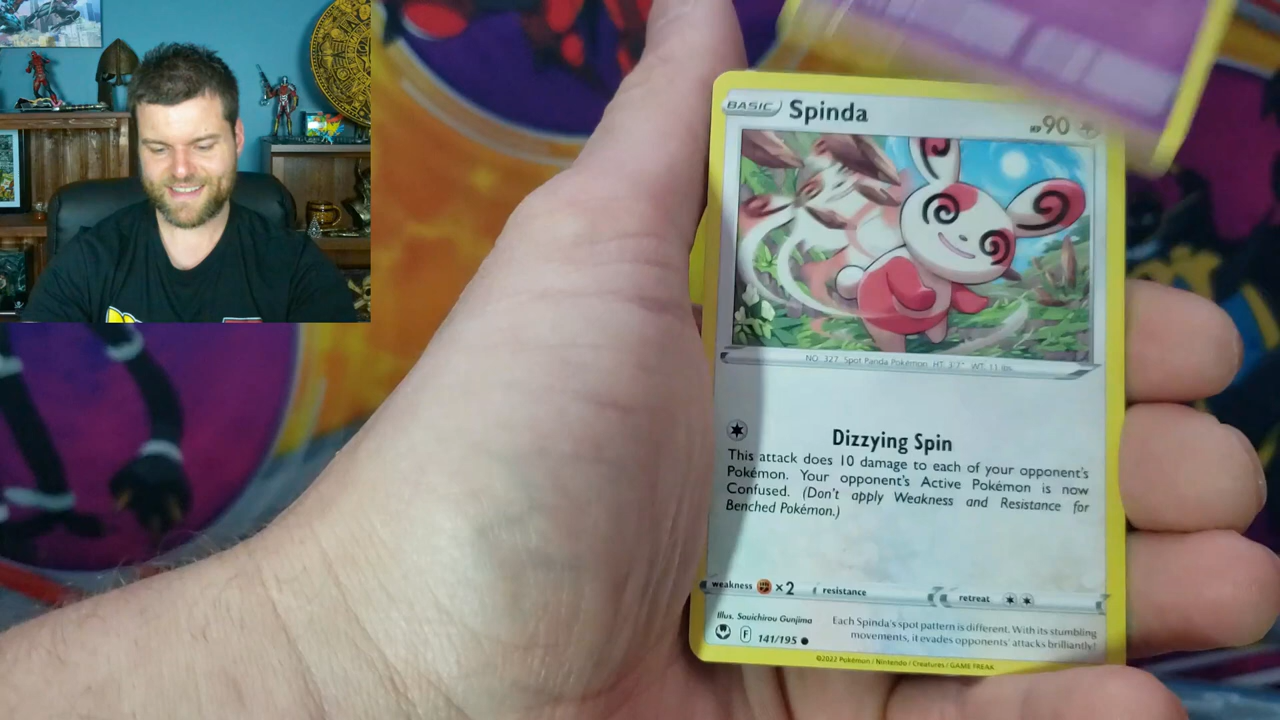 BASIC Spinda HP 90
NO. 327 Spot Panda Pokémon HT: 3'7" WT: 11 lbs.
Dizzying Spin
This attack does 10 damage to each of your opponent's
Pokémon. Your opponent's Active Pokémon is now
Confused. (Don't apply Weakness and Resistance for
Benched Pokémon.)
weakness ×2 resistance retreat
Illus. Souichirou Gunjima
Each Spinda's spot pattern is different. With its stumbling
movements, it evades opponents' attacks brilliantly!
F 141/195
©2022 Pokémon / Nintendo / Creatures / GAME FREAK